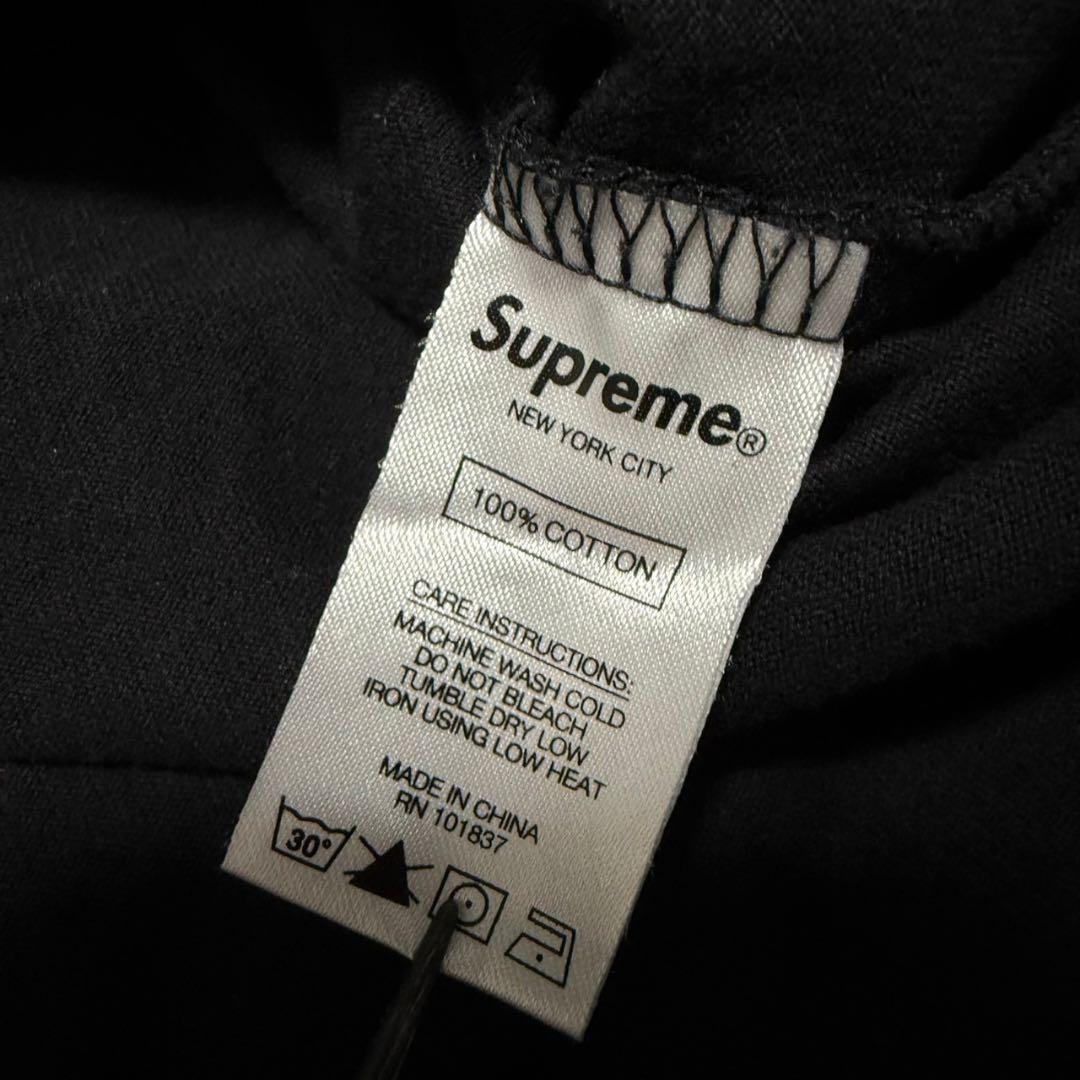 Supreme®
NEW YORK CITY
100% COTTON
CARE INSTRUCTIONS:
MACHINE WASH COLD
DO NOT BLEACH
TUMBLE DRY LOW
IRON USING LOW HEAT
MADE IN CHINA
RN 101837
30°